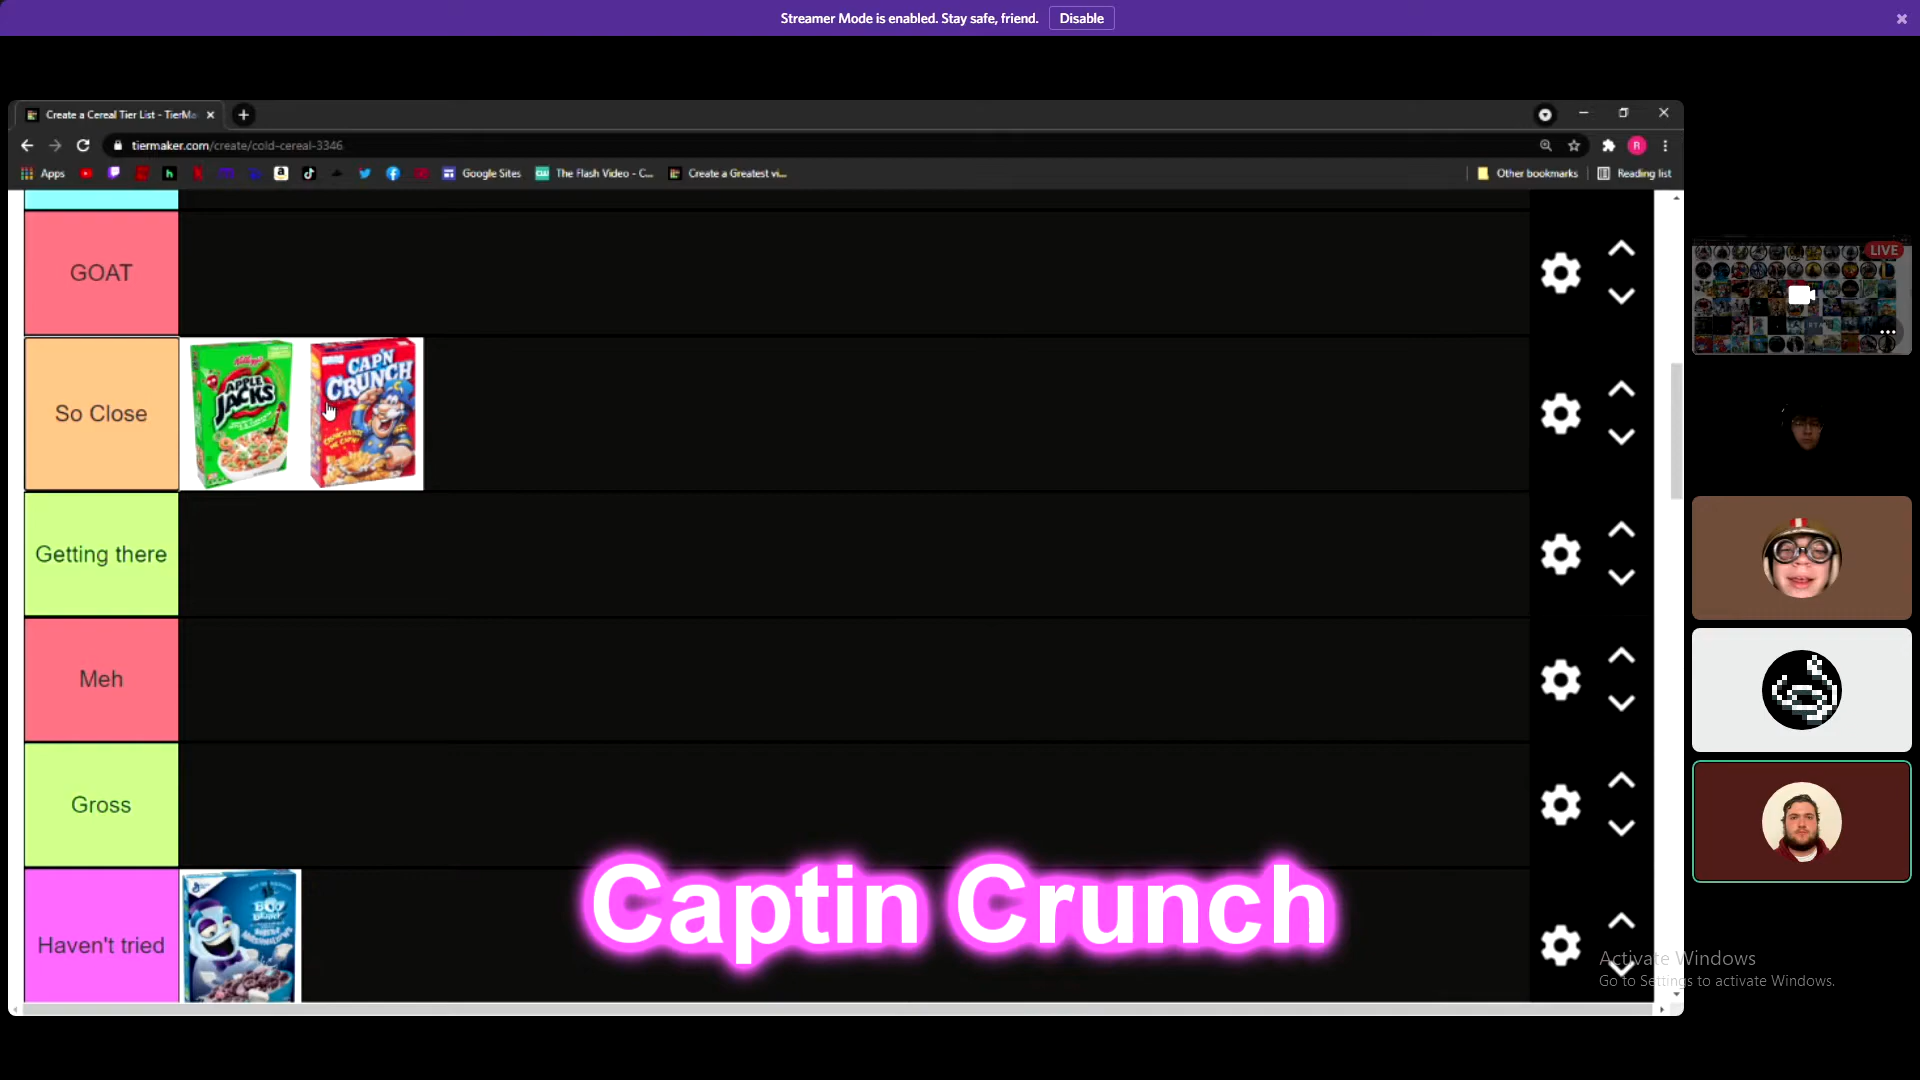 Streamer Mode is enabled. Stay safe, friend. Disable
Create a Cereal Tier List - TierMa
tiermaker.com/create/cold-cereal-3346
Apps
Google Sites
The Flash Video - C...
Create a Greatest vi...
Other bookmarks
Reading list
R
LIVE
GOAT
So Close
Kellogg's
APPLE JACKS
CAP'N CRUNCH
Getting there
Meh
Gross
Haven't tried
BOO BERRY
Captin Crunch
Activate Windows
Go to Settings to activate Windows.